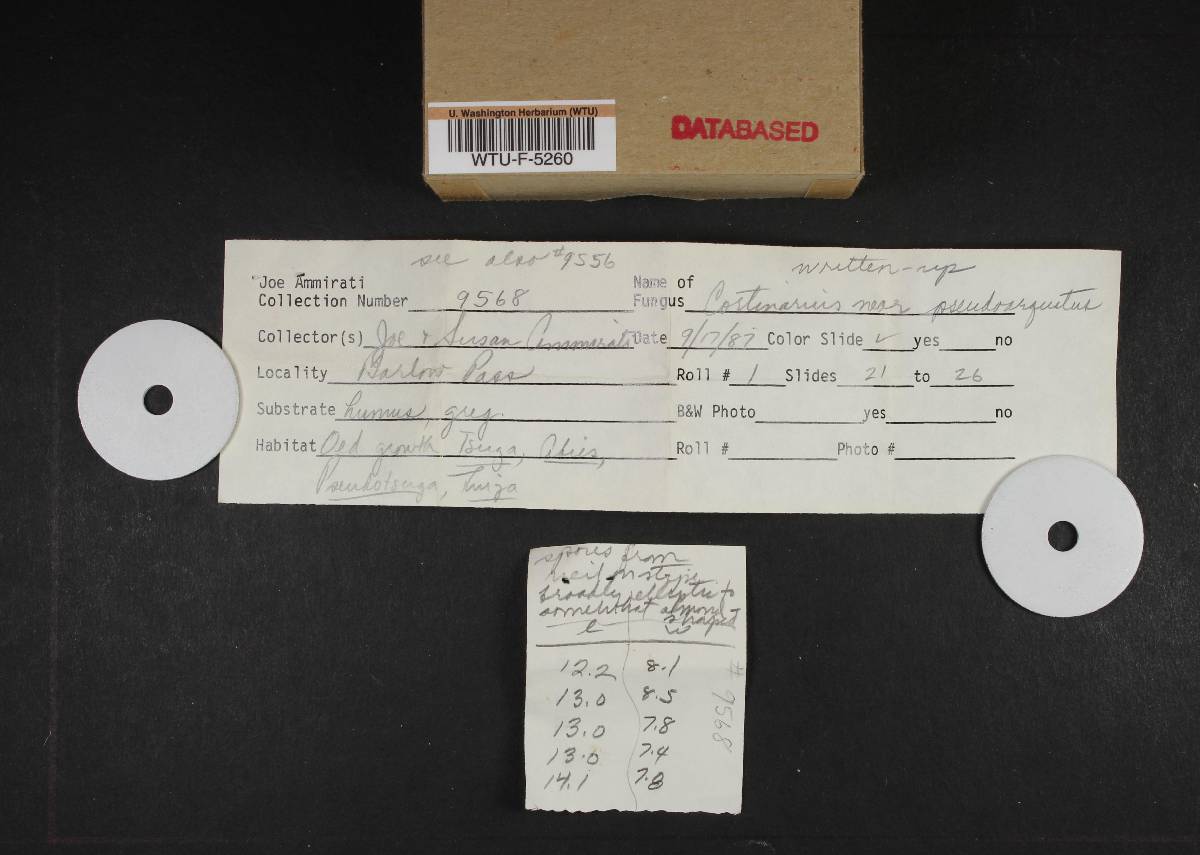 U. Washington Herbarium (WTU)
WTU-F-5260
DATABASED
see also #9556
written-up
Joe Ammirati
Collection Number 9568
Name of
Fungus Cortinarius near pseudoarquatus
Collector(s) Joe & Susan Ammirati
Date 9/17/87 Color Slide ✓ yes no
Locality Barlow Pass
Roll # 1 Slides 21 to 26
Substrate humus, greg.
B&W Photo yes no
Habitat Old growth Tsuga, Abies,
Roll # Photo #
Pseudotsuga, Thuja
spores from
veil on stipe
broadly elliptic to
somewhat almond-
shaped
l w
12.2 8.1
13.0 8.5
13.0 7.8
13.0 7.4
14.1 7.8
# 9568